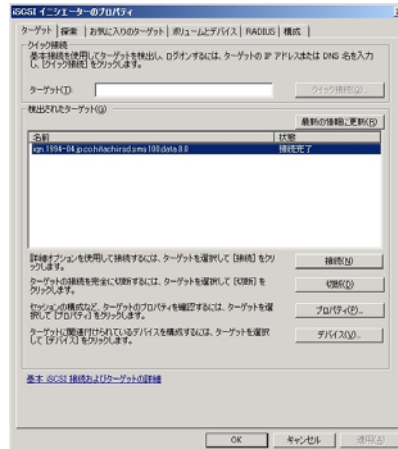 iSCSI イニシエーターのプロパティ
ターゲット 探索 お気に入りのターゲット ボリュームとデバイス RADIUS 構成
クイック接続
基本接続を使用してターゲットを検出し、ログオンするには、ターゲットの IP アドレスまたは DNS 名を入力
し、[クイック接続] をクリックします。
ターゲット(T): クイック接続(Q)...
検出されたターゲット(G)
最新の情報に更新(R)
名前 状態
iqn.1994-04.jp.co.hitachi:rsd.sms100.data.8.0 接続完了
詳細オプションを使用して接続するには、ターゲットを選択して [接続] をクリ
ックします。
接続(N)
ターゲットの接続を完全に切断するには、ターゲットを選択して [切断] を
クリックします。
切断(D)
セッションの構成など、ターゲットのプロパティを確認するには、ターゲットを選
択して [プロパティ] をクリックします。
プロパティ(P)...
ターゲットに関連付けられているデバイスを構成するには、ターゲットを選択
して [デバイス] をクリックします。
デバイス(V)...
基本 iSCSI 接続およびターゲットの詳細
OK キャンセル 適用(A)